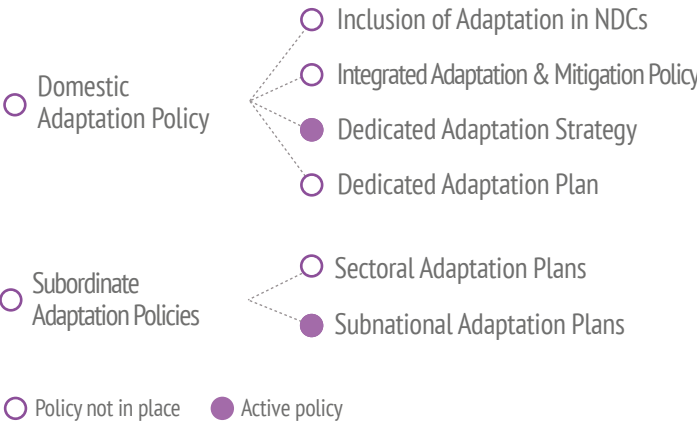 Inclusion of Adaptation in NDCs
Integrated Adaptation & Mitigation Policy
Domestic
Adaptation Policy
Dedicated Adaptation Strategy
Dedicated Adaptation Plan
Subordinate
Adaptation Policies
Sectoral Adaptation Plans
Subnational Adaptation Plans
Policy not in place
Active policy